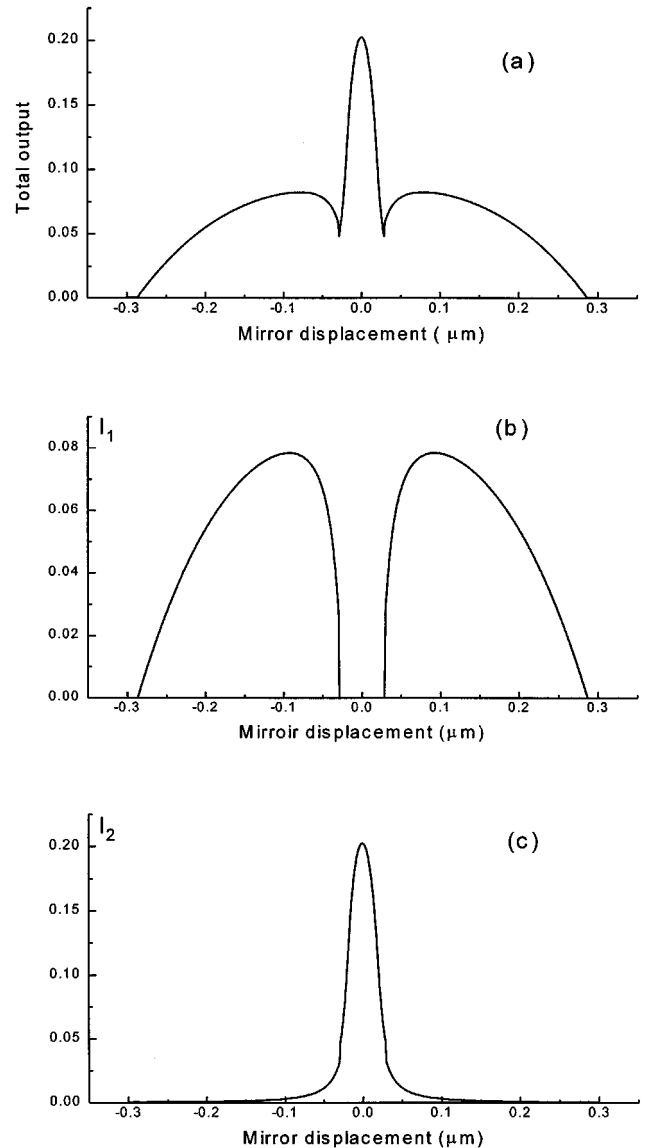 (a)
Total output
0.20
0.15
0.10
0.05
0.00
-0.3 -0.2 -0.1 0.0 0.1 0.2 0.3
Mirror displacement ( μm)
I1
(b)
0.08
0.06
0.04
0.02
0.00
-0.3 -0.2 -0.1 0.0 0.1 0.2 0.3
Mirroir displacement (μm)
I2
(c)
0.20
0.15
0.10
0.05
0.00
-0.3 -0.2 -0.1 0.0 0.1 0.2 0.3
Mirror displacement (μm)